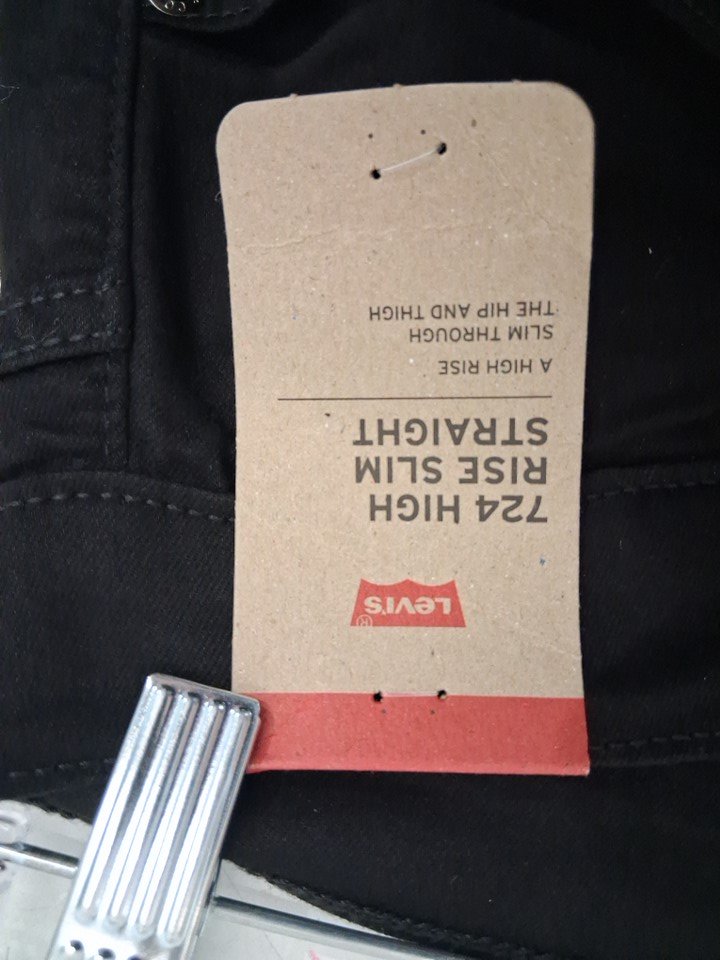 LEVI'S®
724 HIGH
RISE SLIM
STRAIGHT
A HIGH RISE
SLIM THROUGH
THE HIP AND THIGH